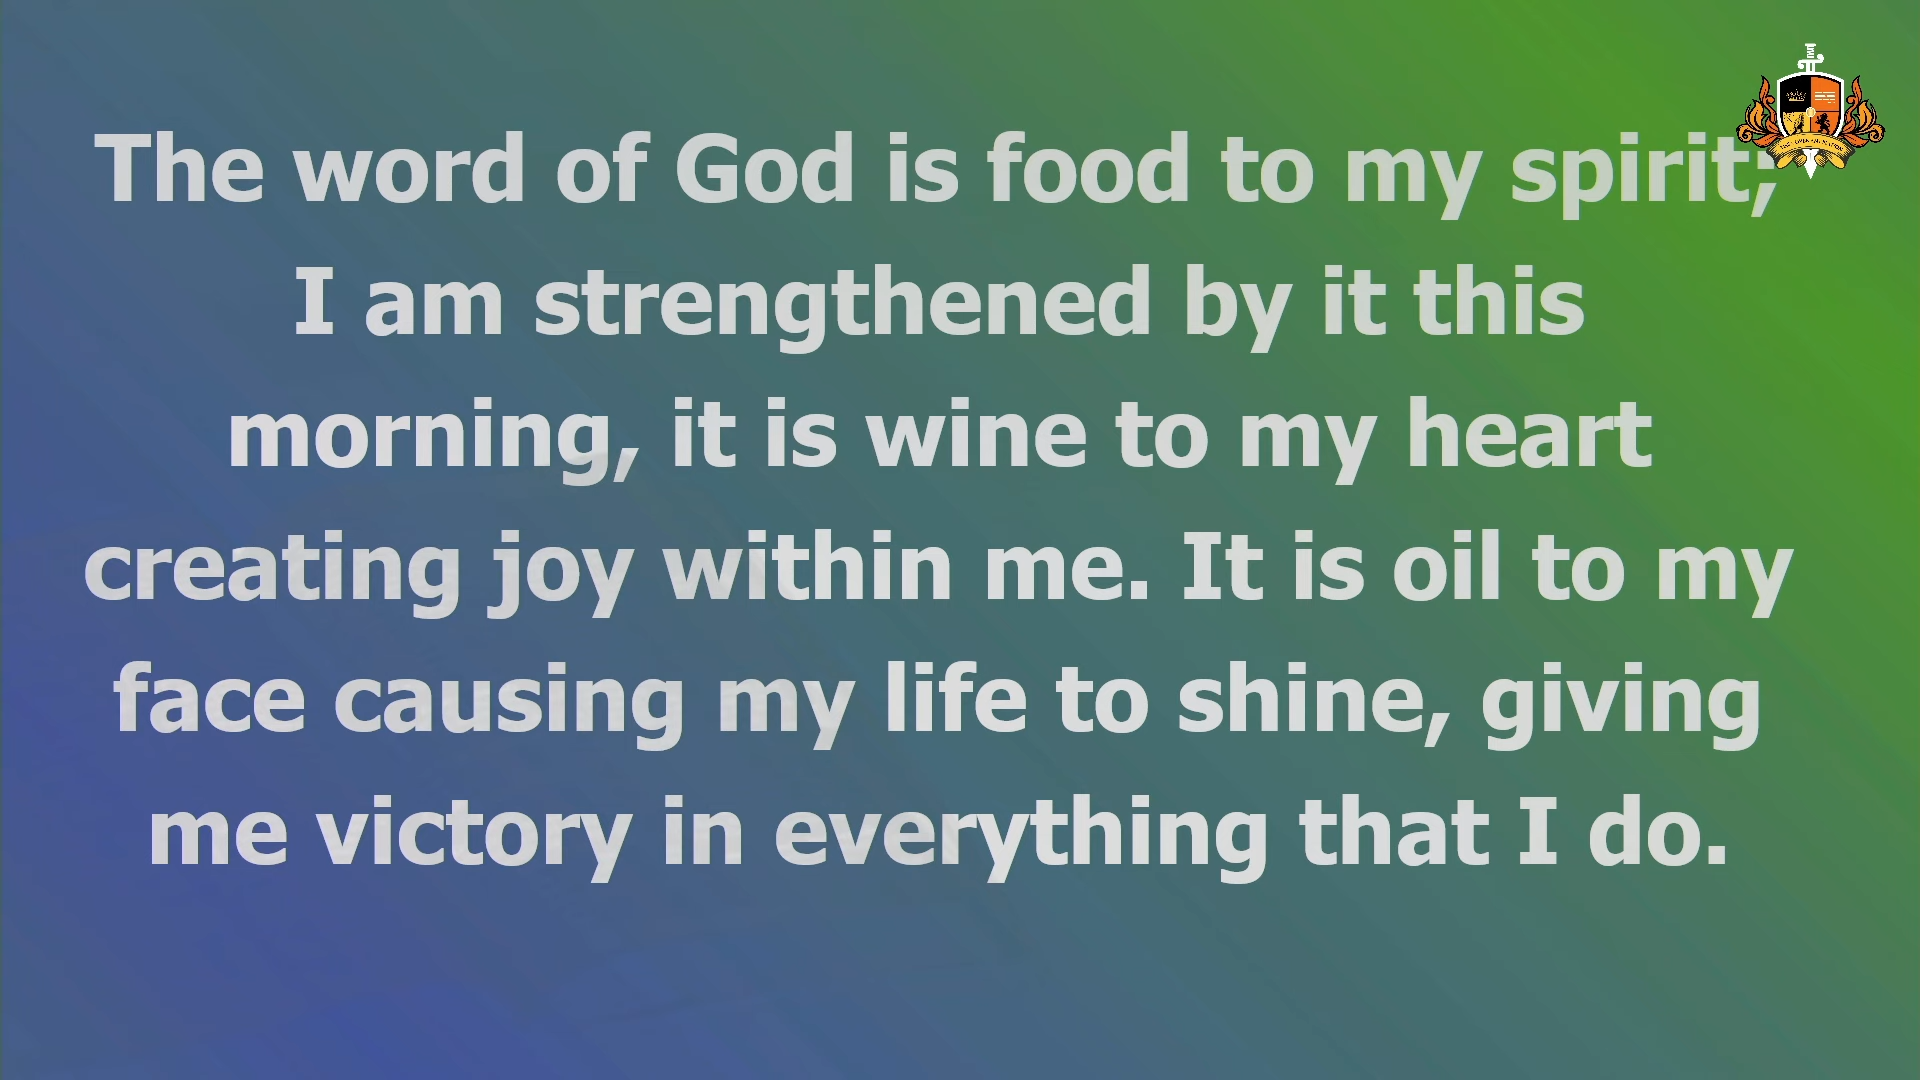 The word of God is food to my spirit;
I am strengthened by it this
morning, it is wine to my heart
creating joy within me. It is oil to my
face causing my life to shine, giving
me victory in everything that I do.